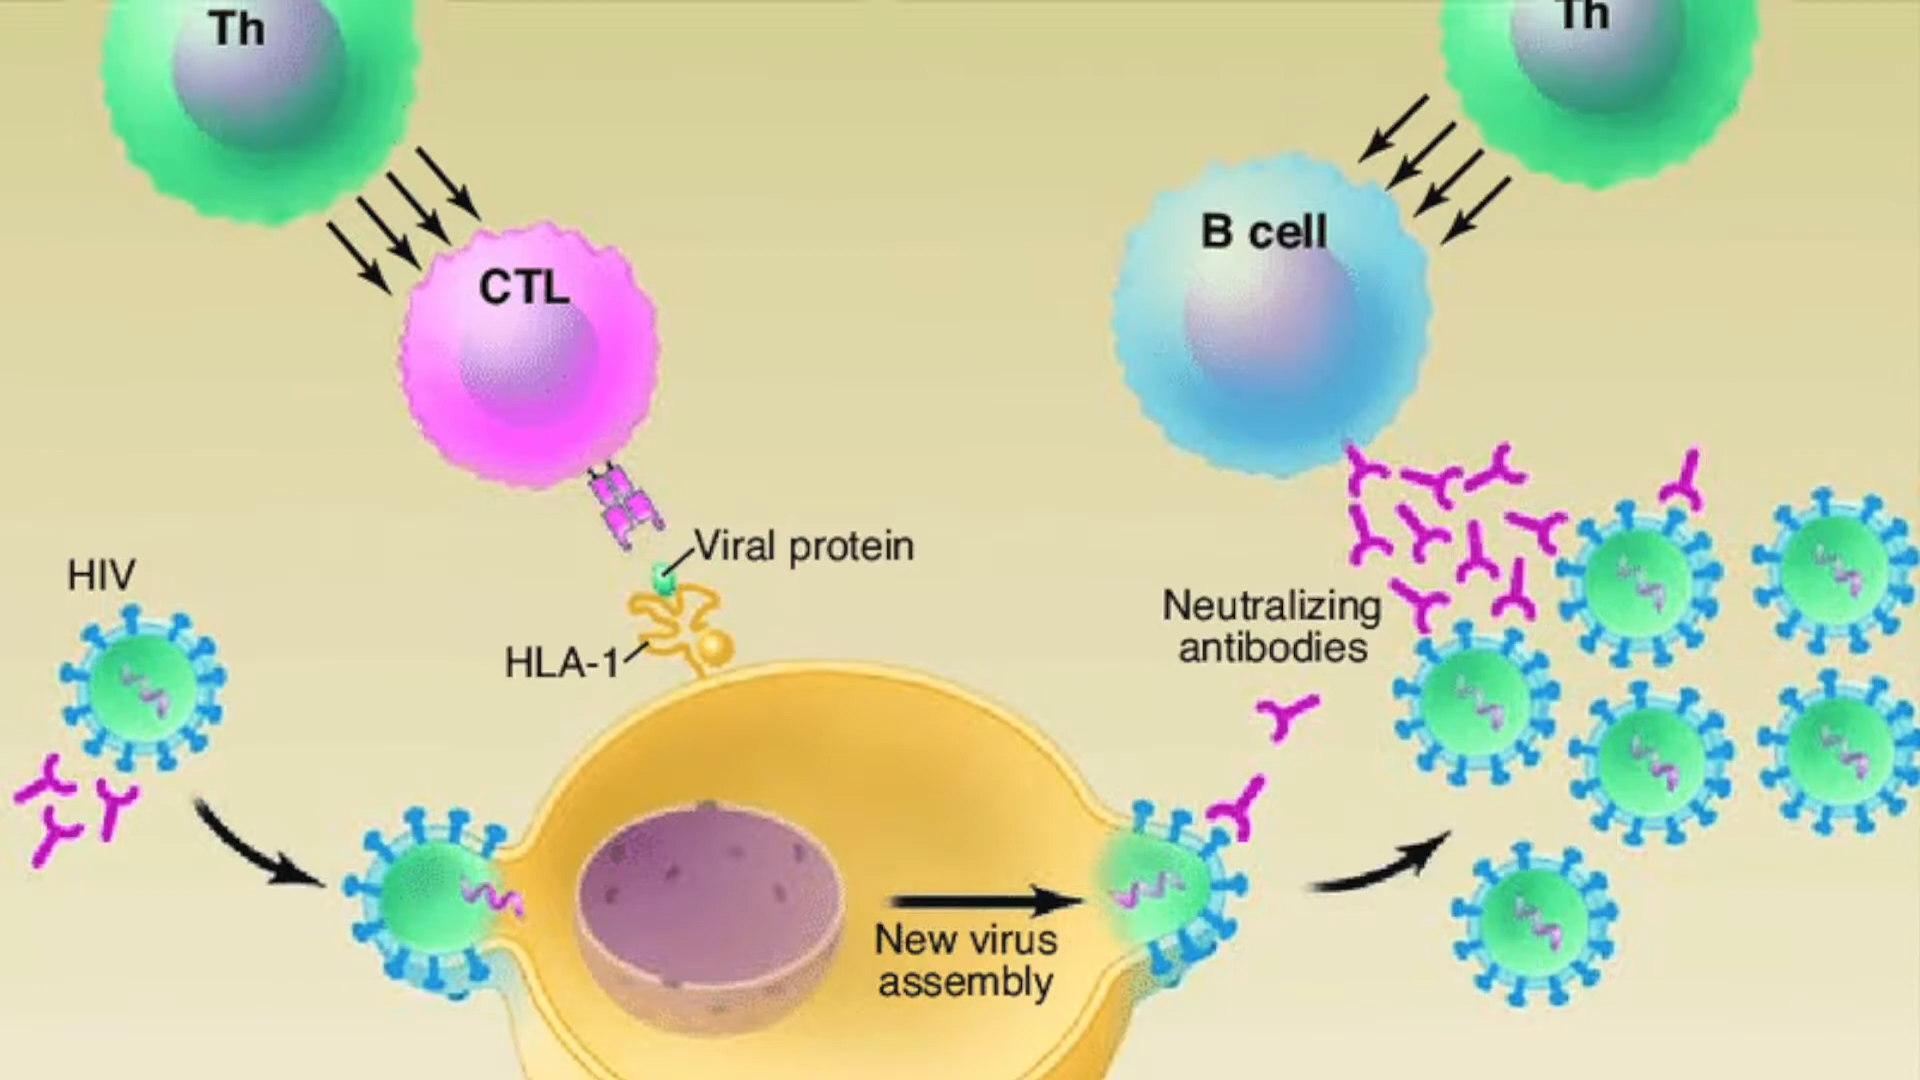 Th
Th
CTL
B cell
Viral protein
HIV
HLA-1
Neutralizing
antibodies
New virus
assembly